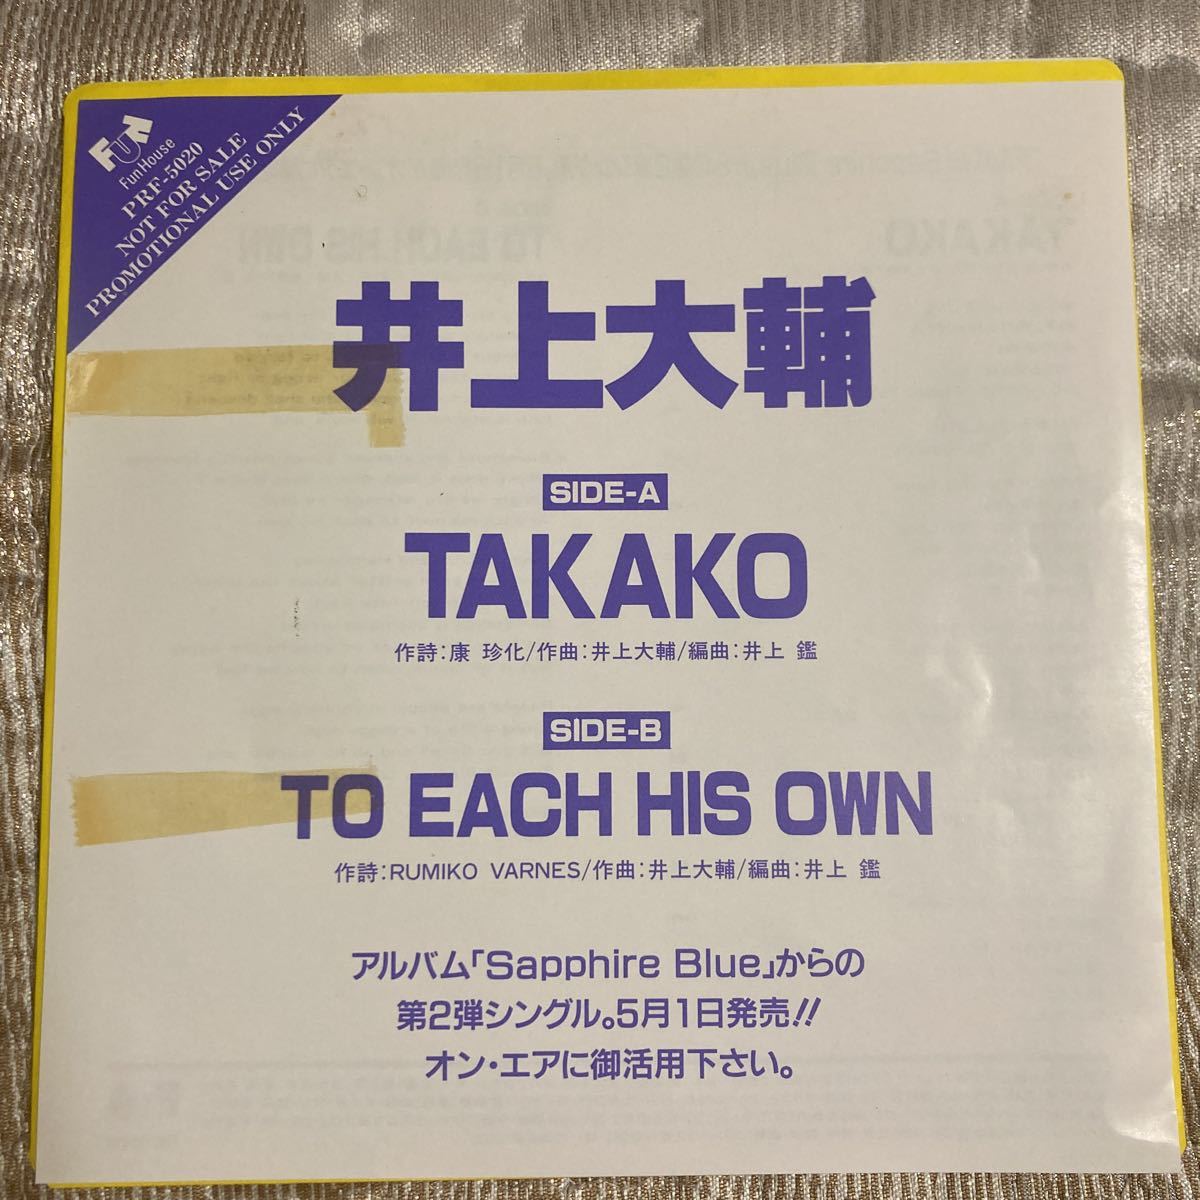 Fun
FunHouse
PRF-5020
NOT FOR SALE
PROMOTIONAL USE ONLY
井上大輔
SIDE-A
TAKAKO
作詩:康 珍化/作曲:井上大輔/編曲:井上 鑑
SIDE-B
TO EACH HIS OWN
作詩:RUMIKO VARNES/作曲:井上大輔/編曲:井上 鑑
アルバム「Sapphire Blue」からの
第2弾シングル。5月1日発売!!
オン・エアに御活用下さい。